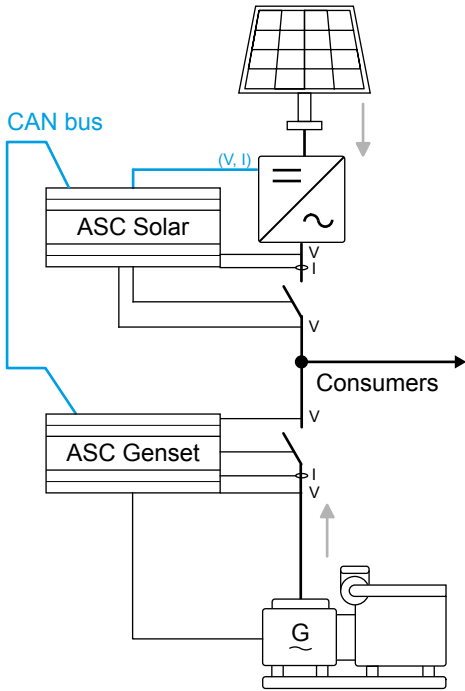 CAN bus
(V, I)
ASC Solar
V
I
V
Consumers
V
ASC Genset
I
V
G